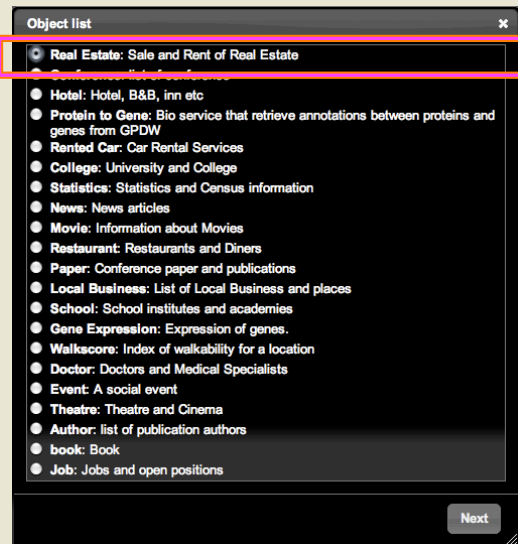 Object list
Real Estate: Sale and Rent of Real Estate
Conference: list of conference
Hotel: Hotel, B&B, inn etc
Protein to Gene: Bio service that retrieve annotations between proteins and
genes from GPDW
Rented Car: Car Rental Services
College: University and College
Statistics: Statistics and Census information
News: News articles
Movie: Information about Movies
Restaurant: Restaurants and Diners
Paper: Conference paper and publications
Local Business: List of Local Business and places
School: School institutes and academies
Gene Expression: Expression of genes.
Walkscore: Index of walkability for a location
Doctor: Doctors and Medical Specialists
Event: A social event
Theatre: Theatre and Cinema
Author: list of publication authors
book: Book
Job: Jobs and open positions
Next